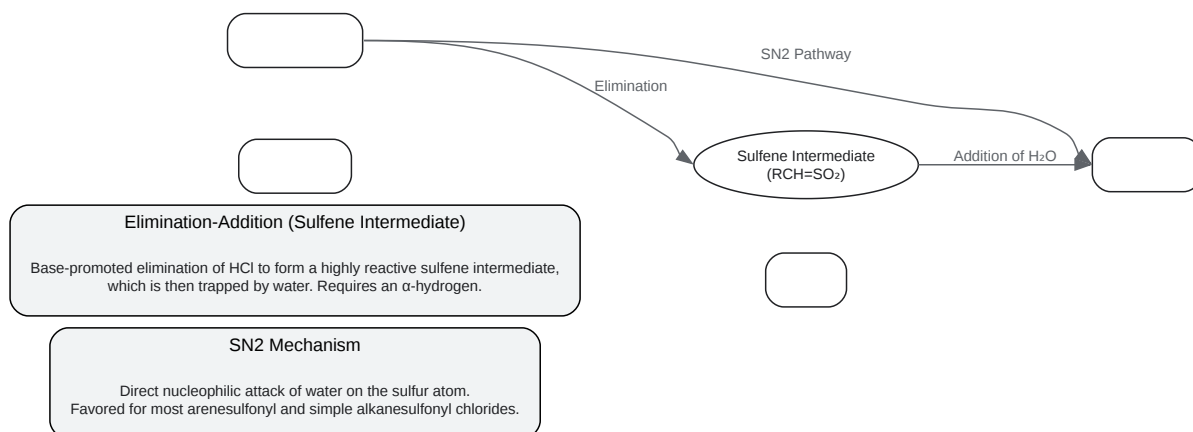 SN2 Pathway
Elimination
Sulfene Intermediate
(RCH=SO₂)
Addition of H₂O
Elimination-Addition (Sulfene Intermediate)
Base-promoted elimination of HCl to form a highly reactive sulfene intermediate,
which is then trapped by water. Requires an α-hydrogen.
SN2 Mechanism
Direct nucleophilic attack of water on the sulfur atom.
Favored for most arenesulfonyl and simple alkanesulfonyl chlorides.